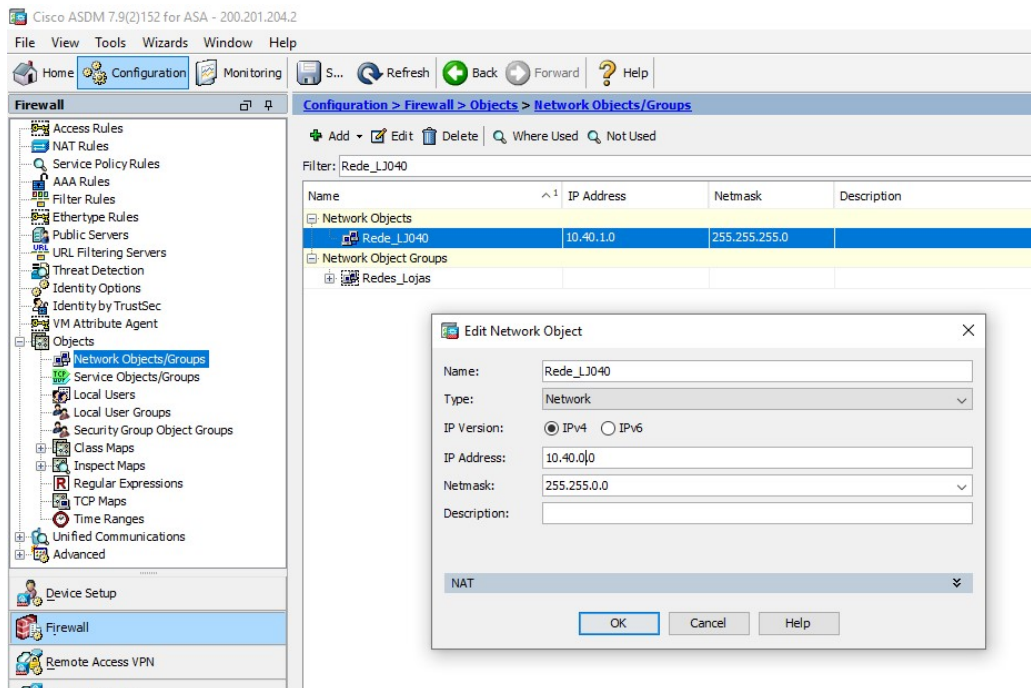 Cisco ASDM 7.9(2)152 for ASA - 200.201.204.2
File View Tools Wizards Window Help
Home Configuration Monitoring S... Refresh Back Forward Help
Firewall
Access Rules
NAT Rules
Service Policy Rules
AAA Rules
Filter Rules
Ethertype Rules
Public Servers
URL Filtering Servers
Threat Detection
Identity Options
Identity by TrustSec
VM Attribute Agent
Objects
Network Objects/Groups
Service Objects/Groups
Local Users
Local User Groups
Security Group Object Groups
Class Maps
Inspect Maps
Regular Expressions
TCP Maps
Time Ranges
Unified Communications
Advanced
Device Setup
Firewall
Remote Access VPN
Configuration > Firewall > Objects > Network Objects/Groups
Add Edit Delete Where Used Not Used
Filter: Rede_LJ040
Name 1 IP Address Netmask Description
Network Objects
Rede_LJ040 10.40.1.0 255.255.255.0
Network Object Groups
Redes_Lojas
Edit Network Object
Name: Rede_LJ040
Type: Network
IP Version: IPv4 IPv6
IP Address: 10.40.0.0
Netmask: 255.255.0.0
Description:
NAT
OK Cancel Help